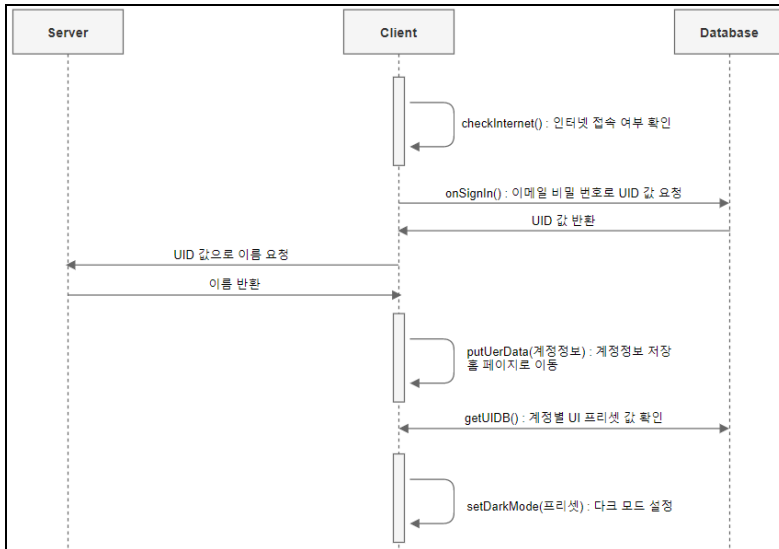 Server
Client
Database
checkInternet() : 인터넷 접속 여부 확인
onSignIn() : 이메일 비밀 번호로 UID 값 요청
UID 값 반환
UID 값으로 이름 요청
이름 반환
putUerData(계정정보) : 계정정보 저장
홈 페이지로 이동
getUIDB() : 계정별 UI 프리셋 값 확인
setDarkMode(프리셋) : 다크 모드 설정